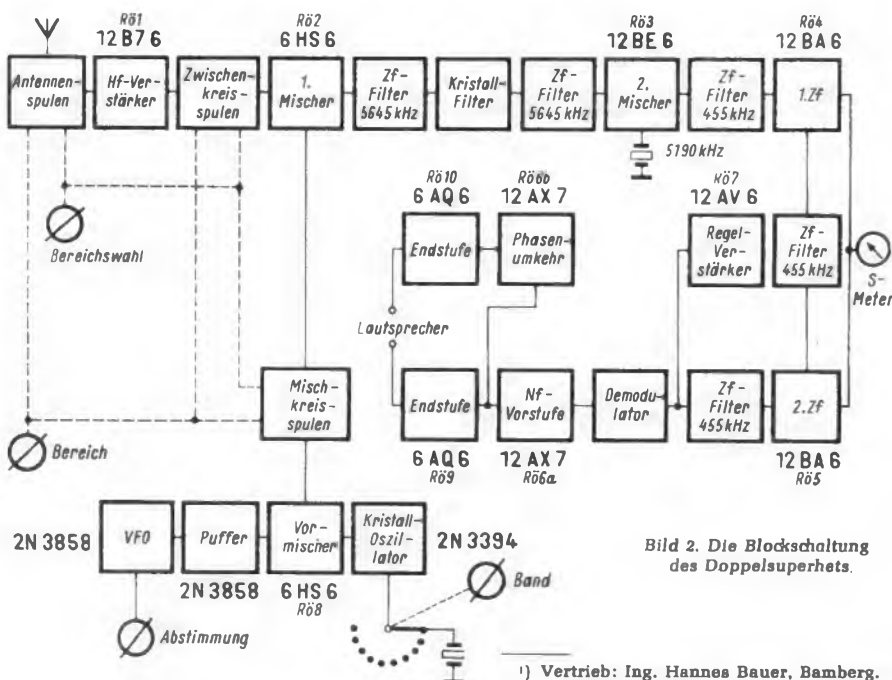 Rö1
12 B7 6
Rö2
6 HS 6
Rö3
12 BE 6
Rö4
12 BA 6
Antennen-
spulen
Hf-Ver-
stärker
Zwischen-
kreis-
spulen
1.
Mischer
Zf-
Filter
5645 kHz
Kristall-
Filter
Zf-
Filter
5645 kHz
2.
Mischer
Zf-
Filter
455 kHz
1. Zf
5190 kHz
Bereichswahl
Rö10
6 AQ 6
Rö6b
12 AX 7
Rö7
12 AV 6
Endstufe
Phasen-
umkehr
Regel-
Ver-
stärker
Zf-
Filter
455 kHz
S-
Meter
Lautsprecher
Misch-
kreis-
spulen
Endstufe
Nf-
Vorstufe
Demodu-
lator
Zf-
Filter
455 kHz
2. Zf
Bereich
6 AQ 6
Rö9
12 AX 7
Rö6a
12 BA 6
Rö5
2N 3858
VFO
Puffer
Vor-
mischer
Kristall-
Oszil-
lator
2N 3394
2N 3858
6 HS 6
Rö8
Band
Abstimmung
Bild 2. Die Blockschaltung
des Doppelsuperhets.
¹) Vertrieb: Ing. Hannes Bauer, Bamberg.